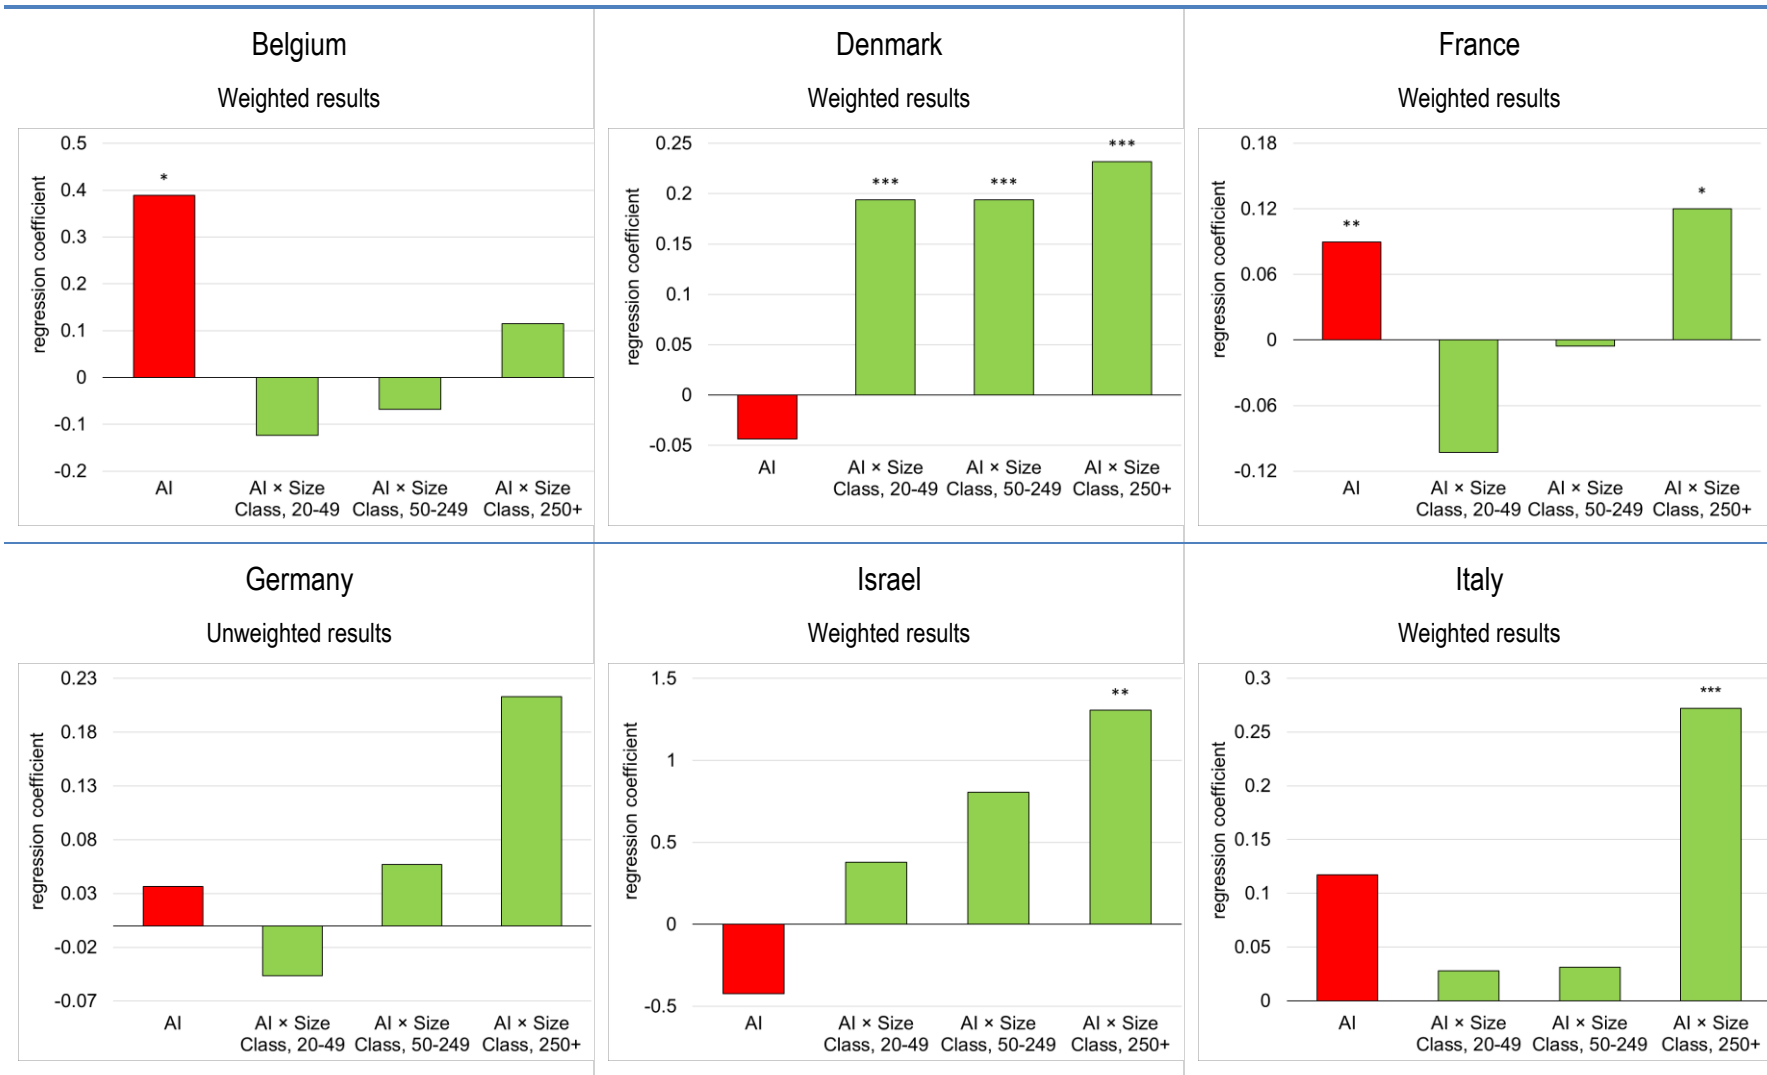 Belgium
Weighted results
regression coefficient
0.5
0.4
0.3
0.2
0.1
0
-0.1
-0.2
*
AI
AI × Size
Class, 20-49
AI × Size
Class, 50-249
AI × Size
Class, 250+
Denmark
Weighted results
regression coefficient
0.25
0.2
0.15
0.1
0.05
0
-0.05
***
***
***
AI
AI × Size
Class, 20-49
AI × Size
Class, 50-249
AI × Size
Class, 250+
France
Weighted results
regression coefficient
0.18
0.12
0.06
0
-0.06
-0.12
**
*
AI
AI × Size
Class, 20-49
AI × Size
Class, 50-249
AI × Size
Class, 250+
Germany
Unweighted results
regression coefficient
0.23
0.18
0.13
0.08
0.03
-0.02
-0.07
AI
AI × Size
Class, 20-49
AI × Size
Class, 50-249
AI × Size
Class, 250+
Israel
Weighted results
regression coefficient
1.5
1
0.5
0
-0.5
**
AI
AI × Size
Class, 20-49
AI × Size
Class, 50-249
AI × Size
Class, 250+
Italy
Weighted results
regression coefficient
0.3
0.25
0.2
0.15
0.1
0.05
0
***
AI
AI × Size
Class, 20-49
AI × Size
Class, 50-249
AI × Size
Class, 250+